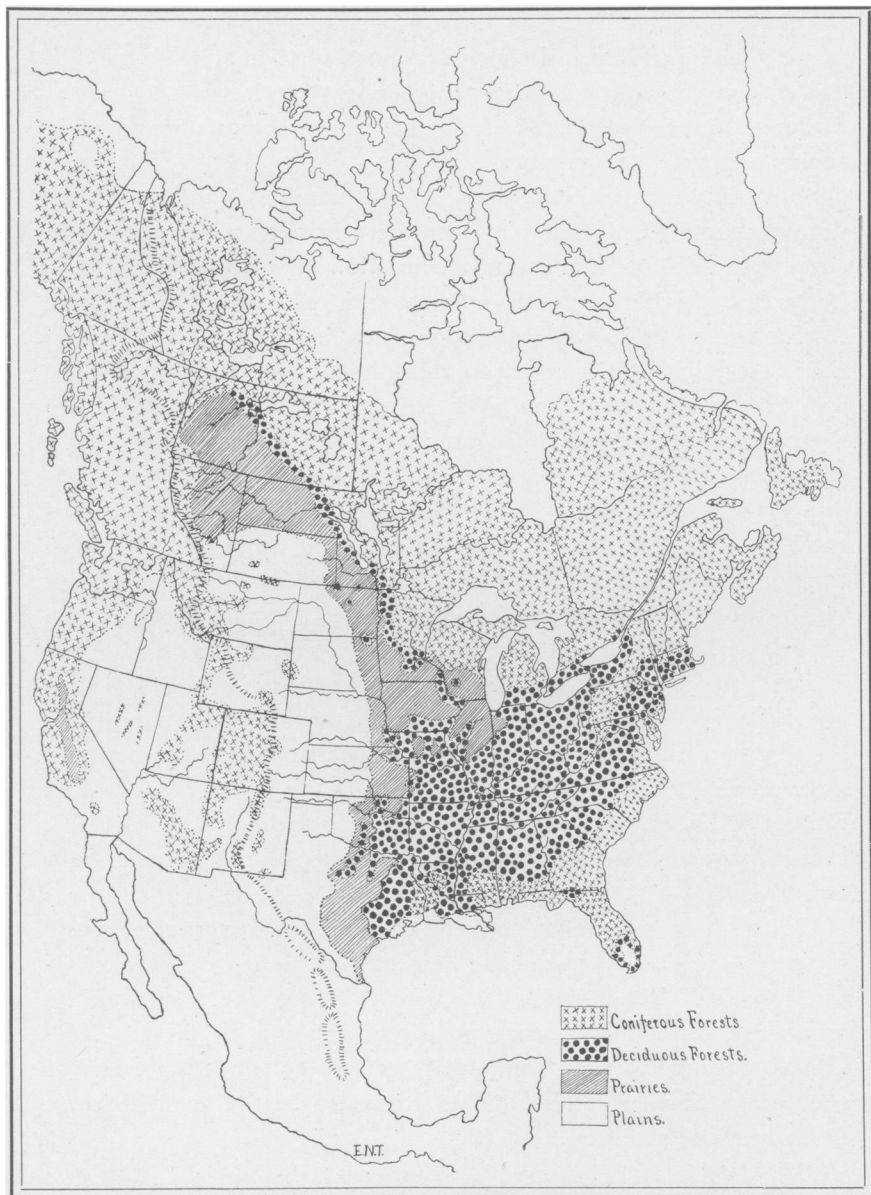 Coniferous Forests
Deciduous Forests.
Prairies.
Plains.
E.N.T.